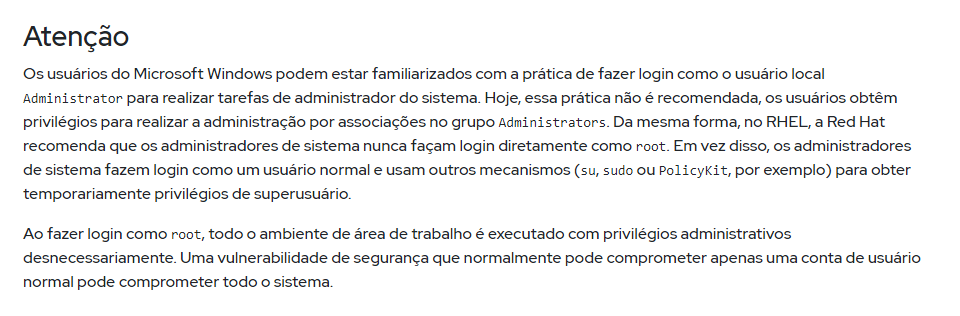 Atenção
Os usuários do Microsoft Windows podem estar familiarizados com a prática de fazer login como o usuário local
Administrator para realizar tarefas de administrador do sistema. Hoje, essa prática não é recomendada, os usuários obtêm
privilégios para realizar a administração por associações no grupo Administrators. Da mesma forma, no RHEL, a Red Hat
recomenda que os administradores de sistema nunca façam login diretamente como root. Em vez disso, os administradores
de sistema fazem login como um usuário normal e usam outros mecanismos (su, sudo ou PolicyKit, por exemplo) para obter
temporariamente privilégios de superusuário.
Ao fazer login como root, todo o ambiente de área de trabalho é executado com privilégios administrativos
desnecessariamente. Uma vulnerabilidade de segurança que normalmente pode comprometer apenas uma conta de usuário
normal pode comprometer todo o sistema.